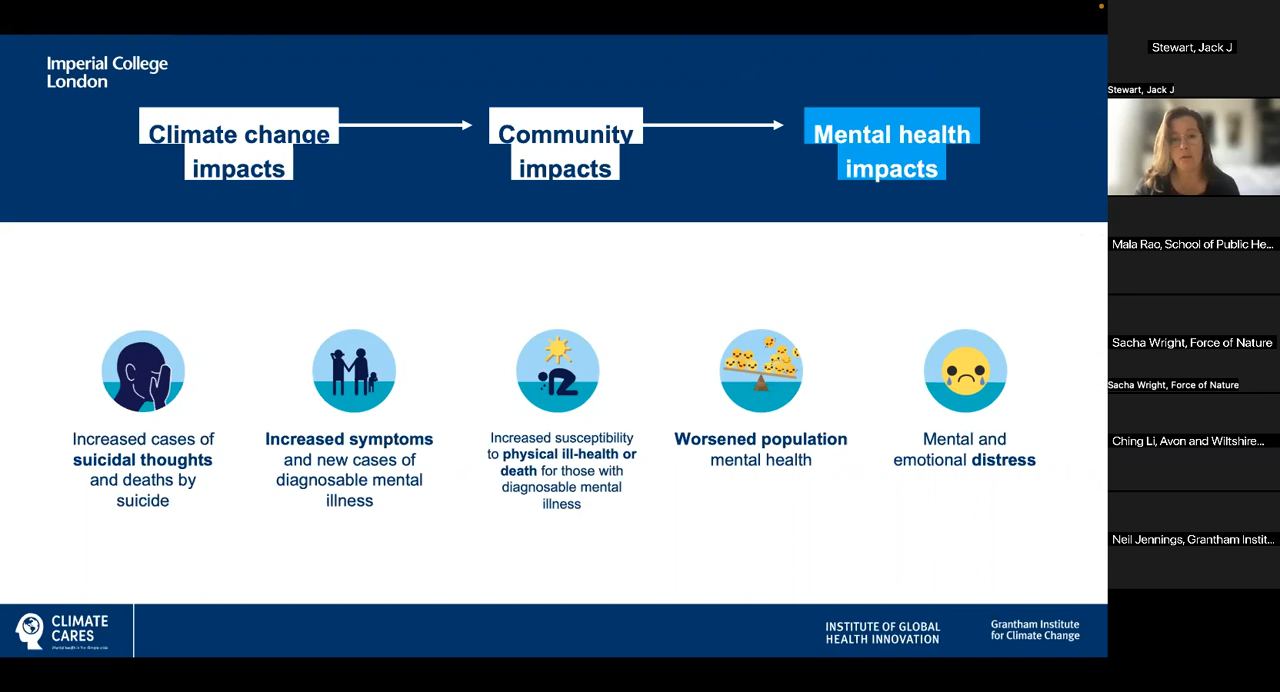 Imperial College
London
Climate change
impacts
Community
impacts
Mental health
impacts
Increased cases of
suicidal thoughts
and deaths by
suicide
Increased symptoms
and new cases of
diagnosable mental
illness
Increased susceptibility
to physical ill-health or
death for those with
diagnosable mental
illness
Worsened population
mental health
Mental and
emotional distress
CLIMATE
CARES
Mental health in the climate crisis
INSTITUTE OF GLOBAL
HEALTH INNOVATION
Grantham Institute
for Climate Change
Stewart, Jack J
Stewart, Jack J
Mala Rao, School of Public He...
Sacha Wright, Force of Nature
Sacha Wright, Force of Nature
Ching Li, Avon and Wiltshire...
Neil Jennings, Grantham Instit...